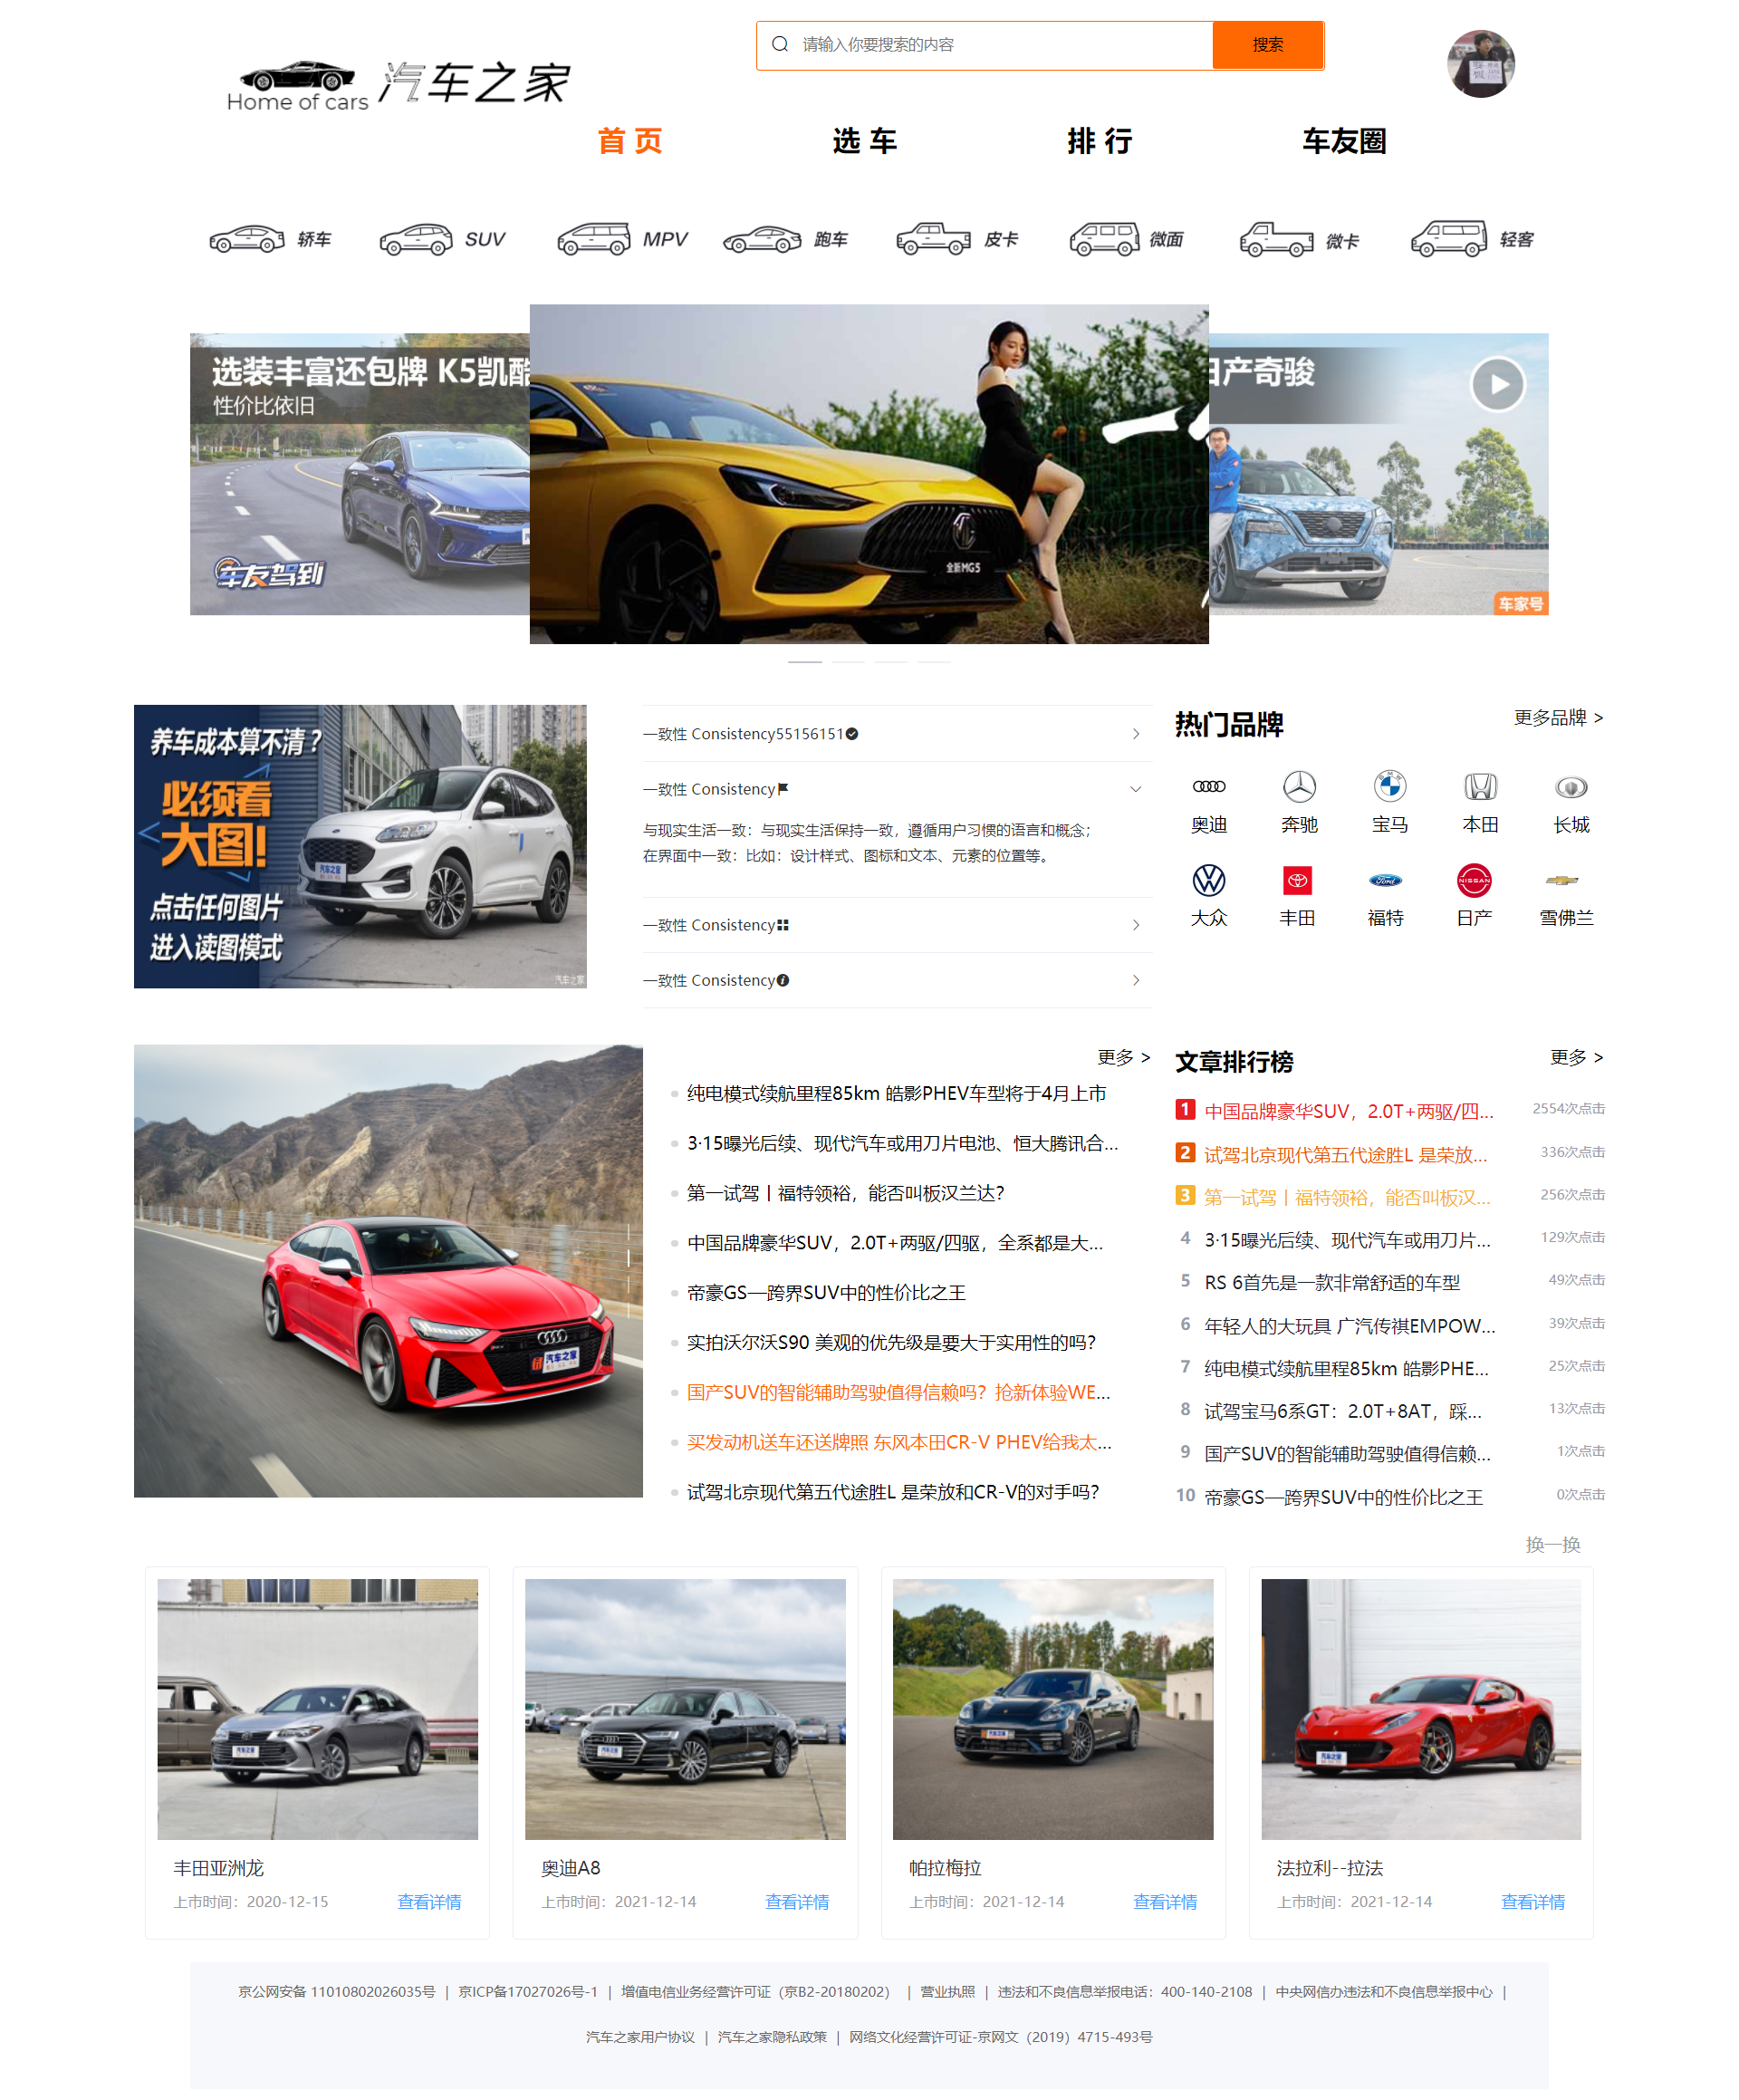 Home of cars 汽车之家
请输入你要搜索的内容
搜索
首 页
选 车
排 行
车友圈
轿车
SUV
MPV
跑车
皮卡
微面
微卡
轻客
选装丰富还包牌 K5凯酷
性价比依旧
车友驾到
全新MG5
日产奇骏
车家号
养车成本算不清？
必须看
大图!
点击任何图片
进入读图模式
汽车之家
汽车之家
一致性 Consistency55156151
一致性 Consistency
与现实生活一致：与现实生活保持一致，遵循用户习惯的语言和概念；
在界面中一致：比如：设计样式、图标和文本、元素的位置等。
一致性 Consistency
一致性 Consistency
热门品牌
更多品牌 >
奥迪
奔驰
宝马
本田
长城
Ford
NISSAN
大众
丰田
福特
日产
雪佛兰
汽车之家
更多 >
纯电模式续航里程85km 皓影PHEV车型将于4月上市
3·15曝光后续、现代汽车或用刀片电池、恒大腾讯合...
第一试驾丨福特领裕，能否叫板汉兰达？
中国品牌豪华SUV，2.0T+两驱/四驱，全系都是大...
帝豪GS—跨界SUV中的性价比之王
实拍沃尔沃S90 美观的优先级是要大于实用性的吗？
国产SUV的智能辅助驾驶值得信赖吗？抢新体验WE...
买发动机送车还送牌照 东风本田CR-V PHEV给我太...
试驾北京现代第五代途胜L 是荣放和CR-V的对手吗？
文章排行榜
更多 >
1 中国品牌豪华SUV，2.0T+两驱/四... 2554次点击
2 试驾北京现代第五代途胜L 是荣放... 336次点击
3 第一试驾丨福特领裕，能否叫板汉... 256次点击
4 3·15曝光后续、现代汽车或用刀片... 129次点击
5 RS 6首先是一款非常舒适的车型 49次点击
6 年轻人的大玩具 广汽传祺EMPOW... 39次点击
7 纯电模式续航里程85km 皓影PHE... 25次点击
8 试驾宝马6系GT：2.0T+8AT，踩... 13次点击
9 国产SUV的智能辅助驾驶值得信赖... 1次点击
10 帝豪GS—跨界SUV中的性价比之王 0次点击
换一换
汽车之家
汽车之家
汽车之家
汽车之家
丰田亚洲龙
上市时间：2020-12-15
查看详情
奥迪A8
上市时间：2021-12-14
查看详情
帕拉梅拉
上市时间：2021-12-14
查看详情
法拉利--拉法
上市时间：2021-12-14
查看详情
京公网安备 11010802026035号 | 京ICP备17027026号-1 | 增值电信业务经营许可证（京B2-20180202） | 营业执照 | 违法和不良信息举报电话：400-140-2108 | 中央网信办违法和不良信息举报中心 |
汽车之家用户协议 | 汽车之家隐私政策 | 网络文化经营许可证-京网文（2019）4715-493号